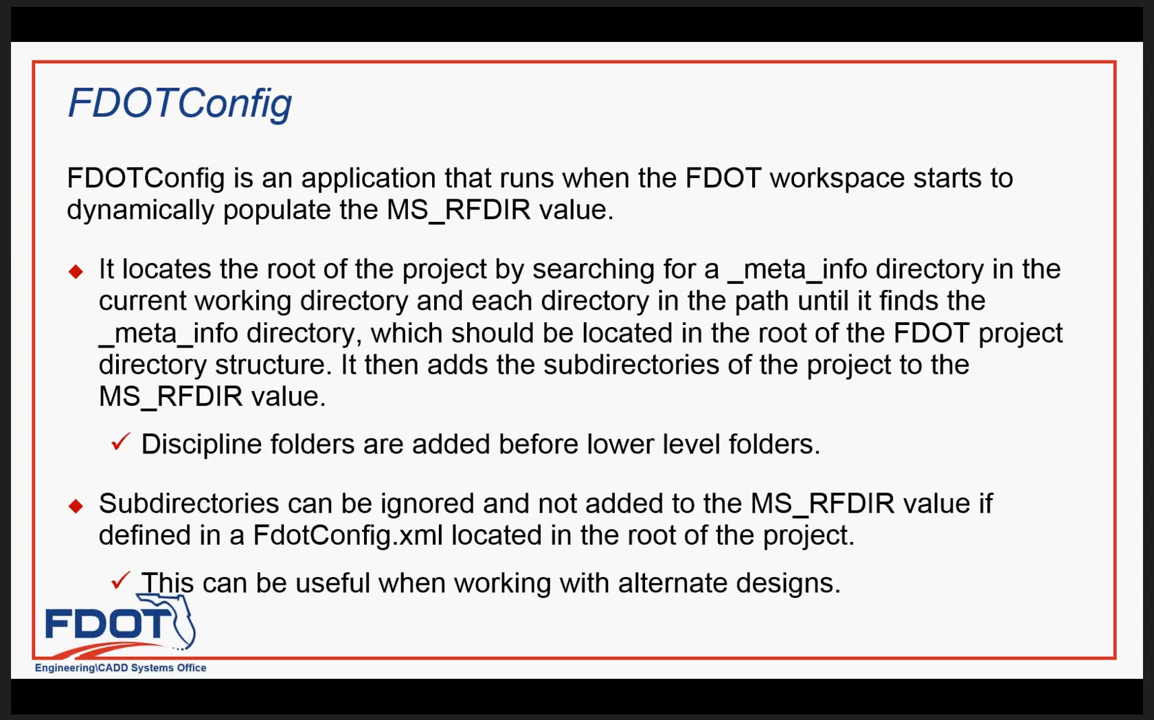 FDOTConfig
FDOTConfig is an application that runs when the FDOT workspace starts to
dynamically populate the MS_RFDIR value.
It locates the root of the project by searching for a _meta_info directory in the
current working directory and each directory in the path until it finds the
_meta_info directory, which should be located in the root of the FDOT project
directory structure. It then adds the subdirectories of the project to the
MS_RFDIR value.
Discipline folders are added before lower level folders.
Subdirectories can be ignored and not added to the MS_RFDIR value if
defined in a FdotConfig.xml located in the root of the project.
This can be useful when working with alternate designs.
FDOT
Engineering\CADD Systems Office